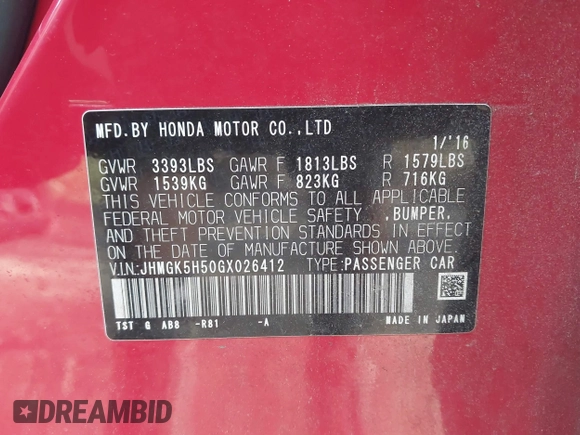 MFD.BY HONDA MOTOR CO.,LTD
1/'16
GVWR 3393LBS GAWR F 1813LBS R 1579LBS
GVWR 1539KG GAWR F 823KG R 716KG
THIS VEHICLE CONFORMS TO ALL APPLICABLE
FEDERAL MOTOR VEHICLE SAFETY ,BUMPER,
AND THEFT PREVENTION STANDARDS IN EFFECT
ON THE DATE OF MANUFACTURE SHOWN ABOVE.
V.I.N:JHMGK5H50GX026412 TYPE:PASSENGER CAR
TST G AB8 -R81 -A MADE IN JAPAN
DREAMBID